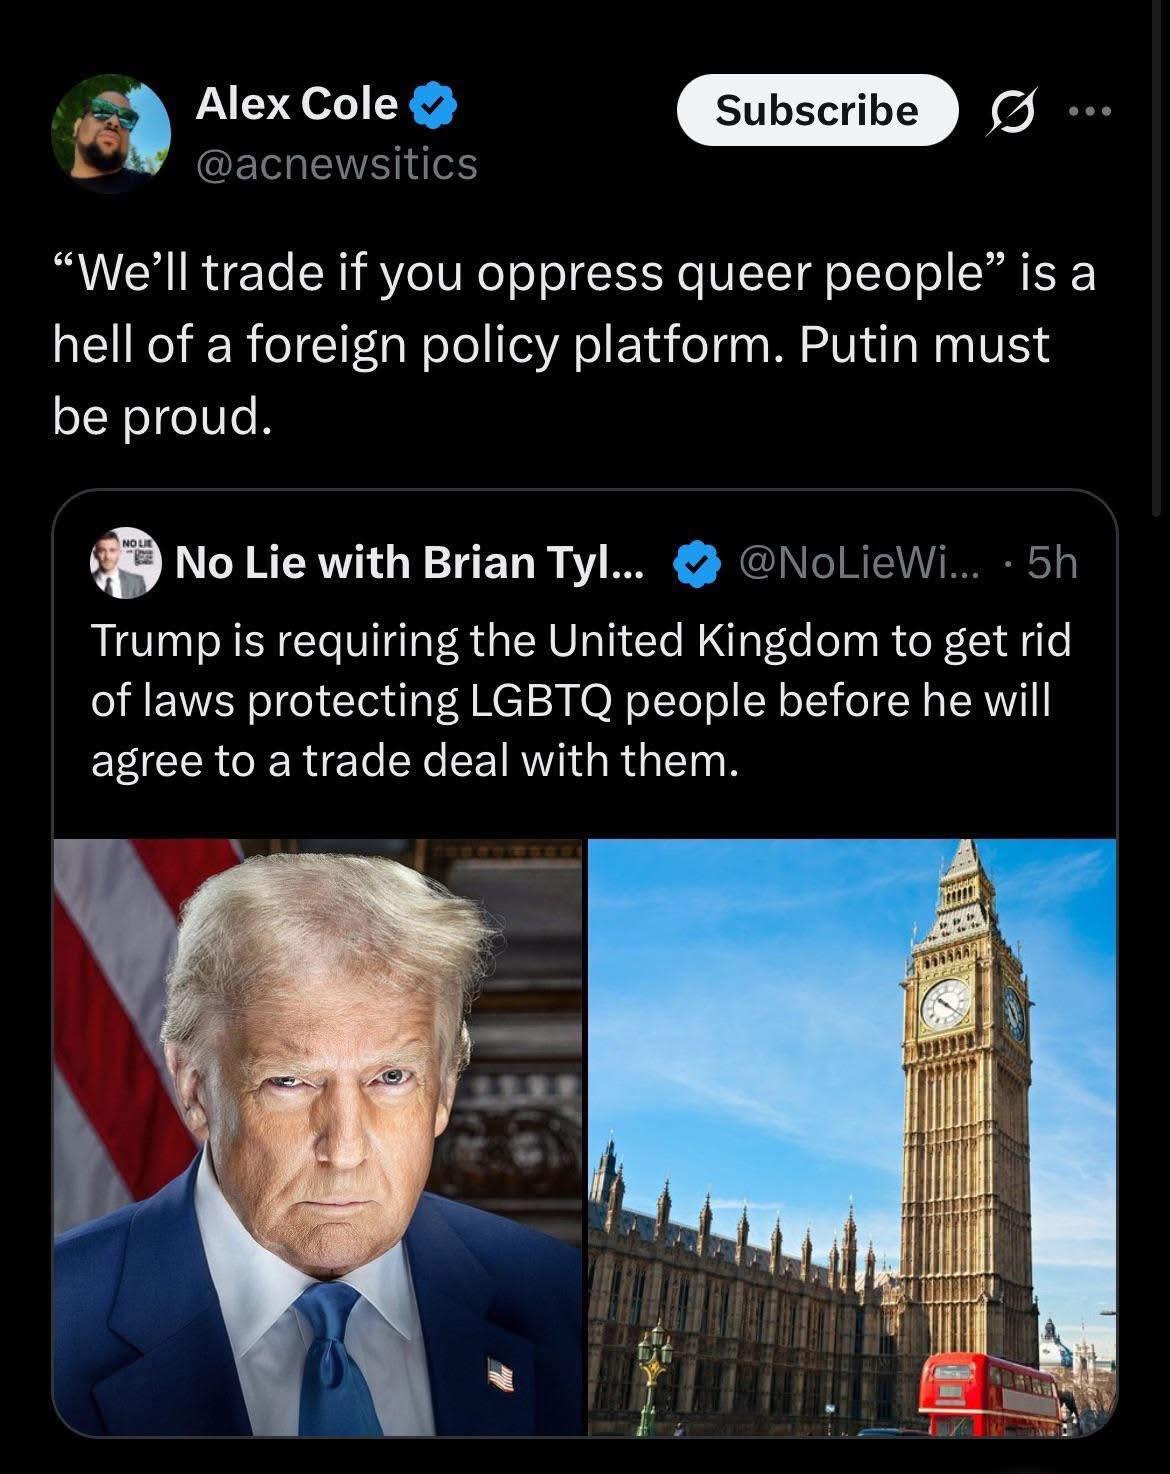 Alex Cole
Subscribe
@acnewsitics
“We’ll trade if you oppress queer people” is a
hell of a foreign policy platform. Putin must
be proud.
NO LIE
No Lie with Brian Tyl... @NoLieWi... · 5h
Trump is requiring the United Kingdom to get rid
of laws protecting LGBTQ people before he will
agree to a trade deal with them.